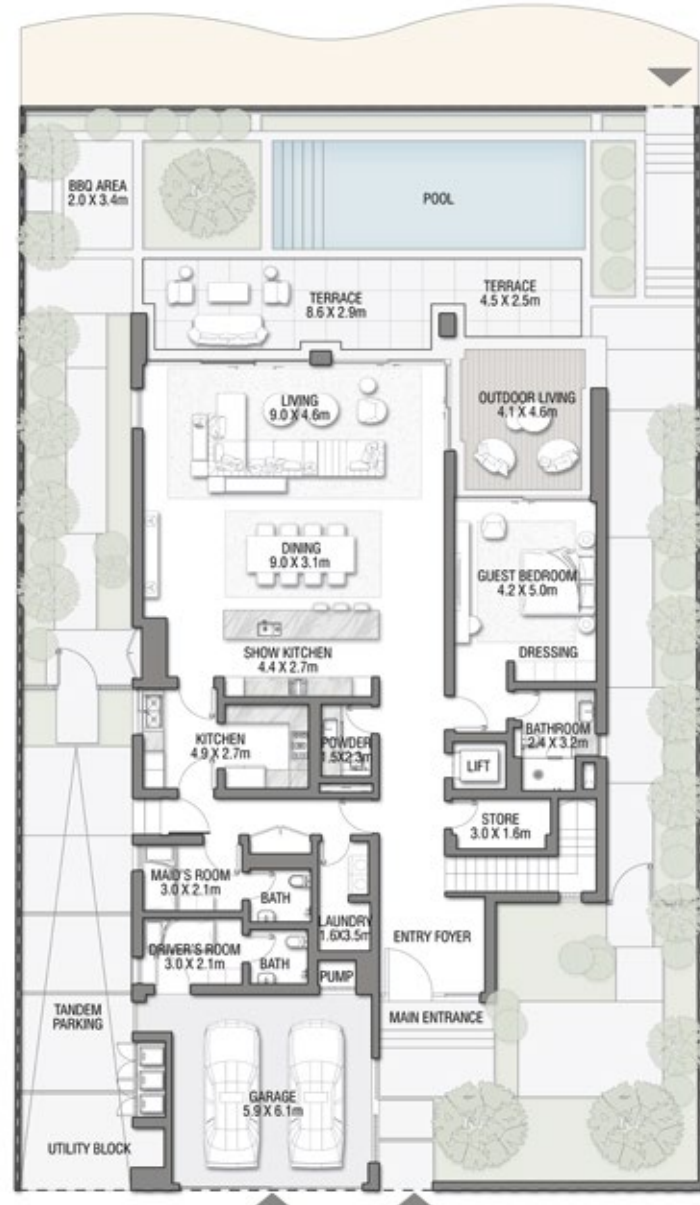 BBQ AREA
2.0 X 3.4m
POOL
TERRACE
8.6 X 2.9m
TERRACE
4.5 X 2.5m
LIVING
9.0 X 4.6m
OUTDOOR LIVING
4.1 X 4.6m
DINING
9.0 X 3.1m
GUEST BEDROOM
4.2 X 5.0m
SHOW KITCHEN
4.4 X 2.7m
DRESSING
KITCHEN
4.9 X 2.7m
POWDER
1.5X2.3m
BATHROOM
2.4 X 3.2m
LIFT
STORE
3.0 X 1.6m
MAID'S ROOM
3.0 X 2.1m
BATH
LAUNDRY
1.6X3.5m
ENTRY FOYER
DRIVER'S ROOM
3.0 X 2.1m
BATH
PUMP
TANDEM
PARKING
MAIN ENTRANCE
GARAGE
5.9 X 6.1m
UTILITY BLOCK